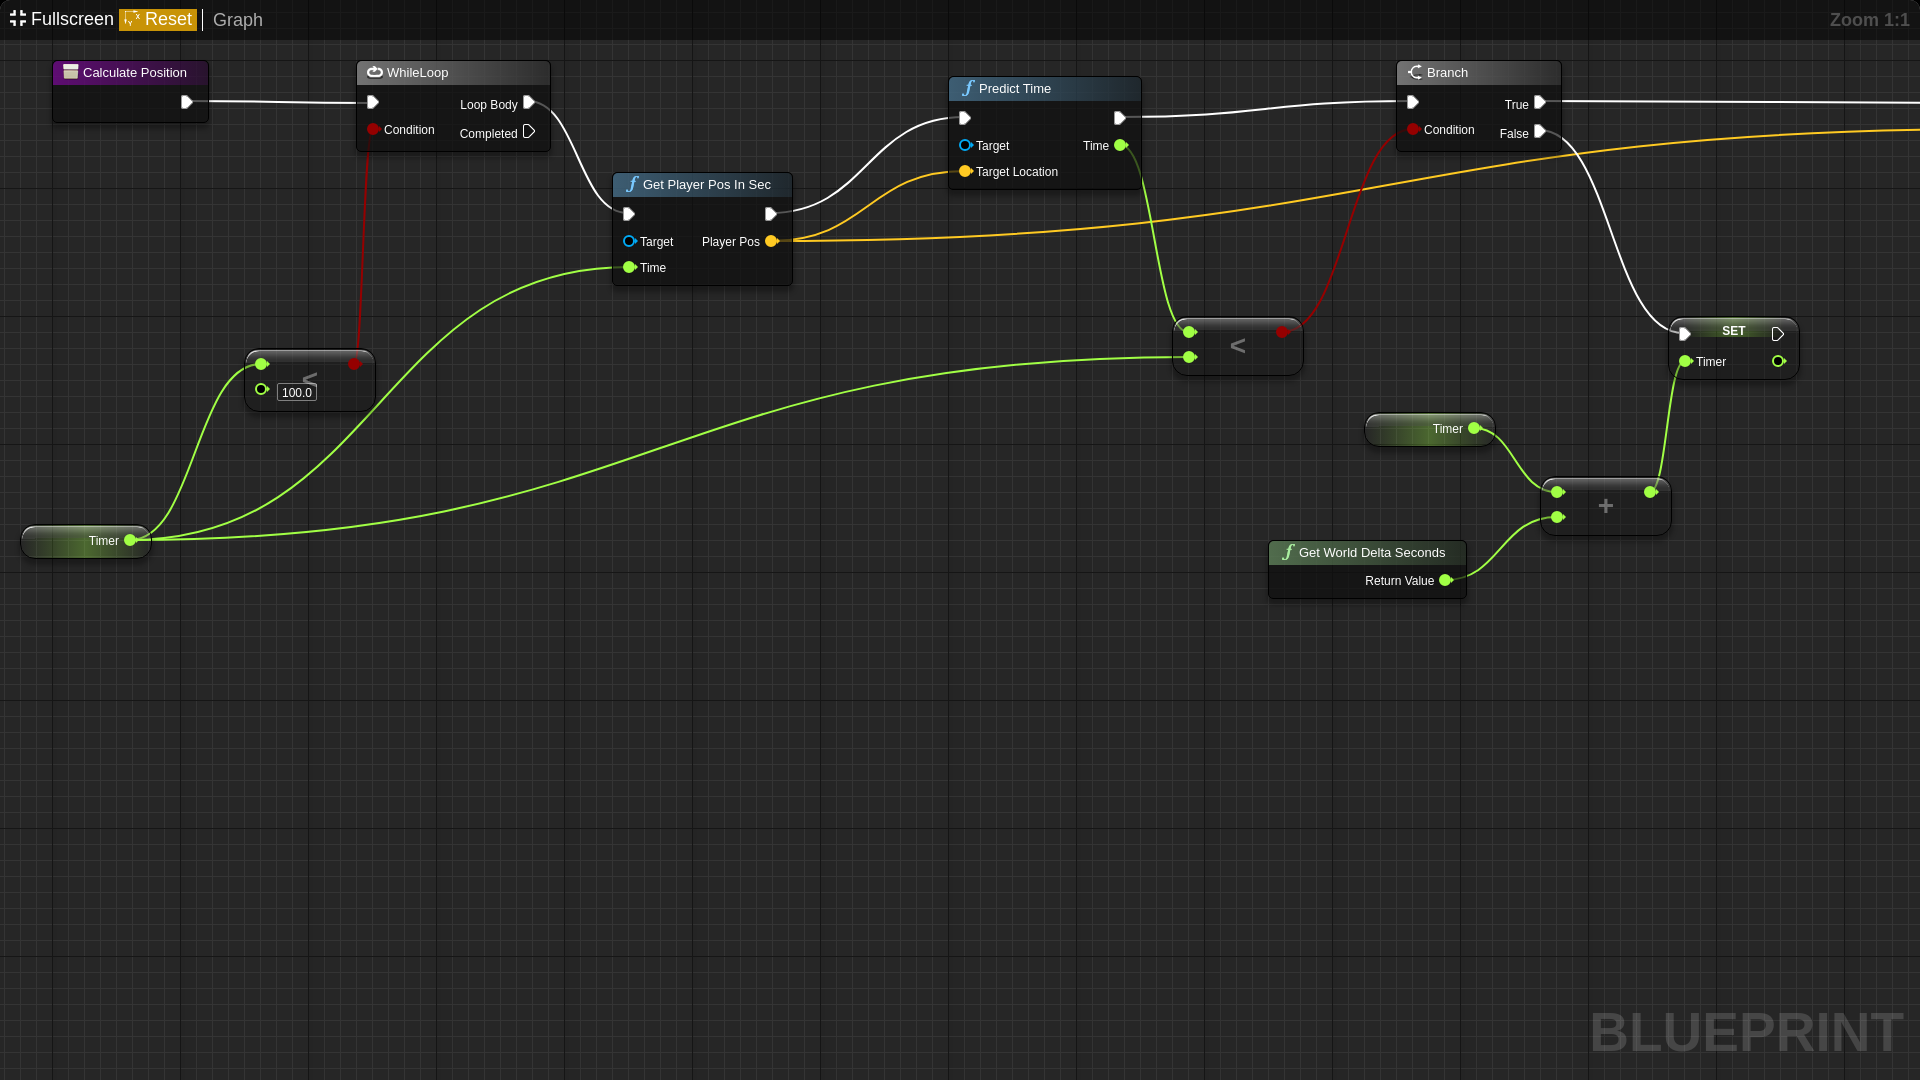 Fullscreen Reset Graph
Zoom 1:1
Calculate Position
WhileLoop
Loop Body
Condition
Completed
Get Player Pos In Sec
Target
Player Pos
Time
Predict Time
Target
Time
Target Location
Branch
True
Condition
False
<
100.0
<
SET
Timer
Timer
+
Timer
Get World Delta Seconds
Return Value
BLUEPRINT